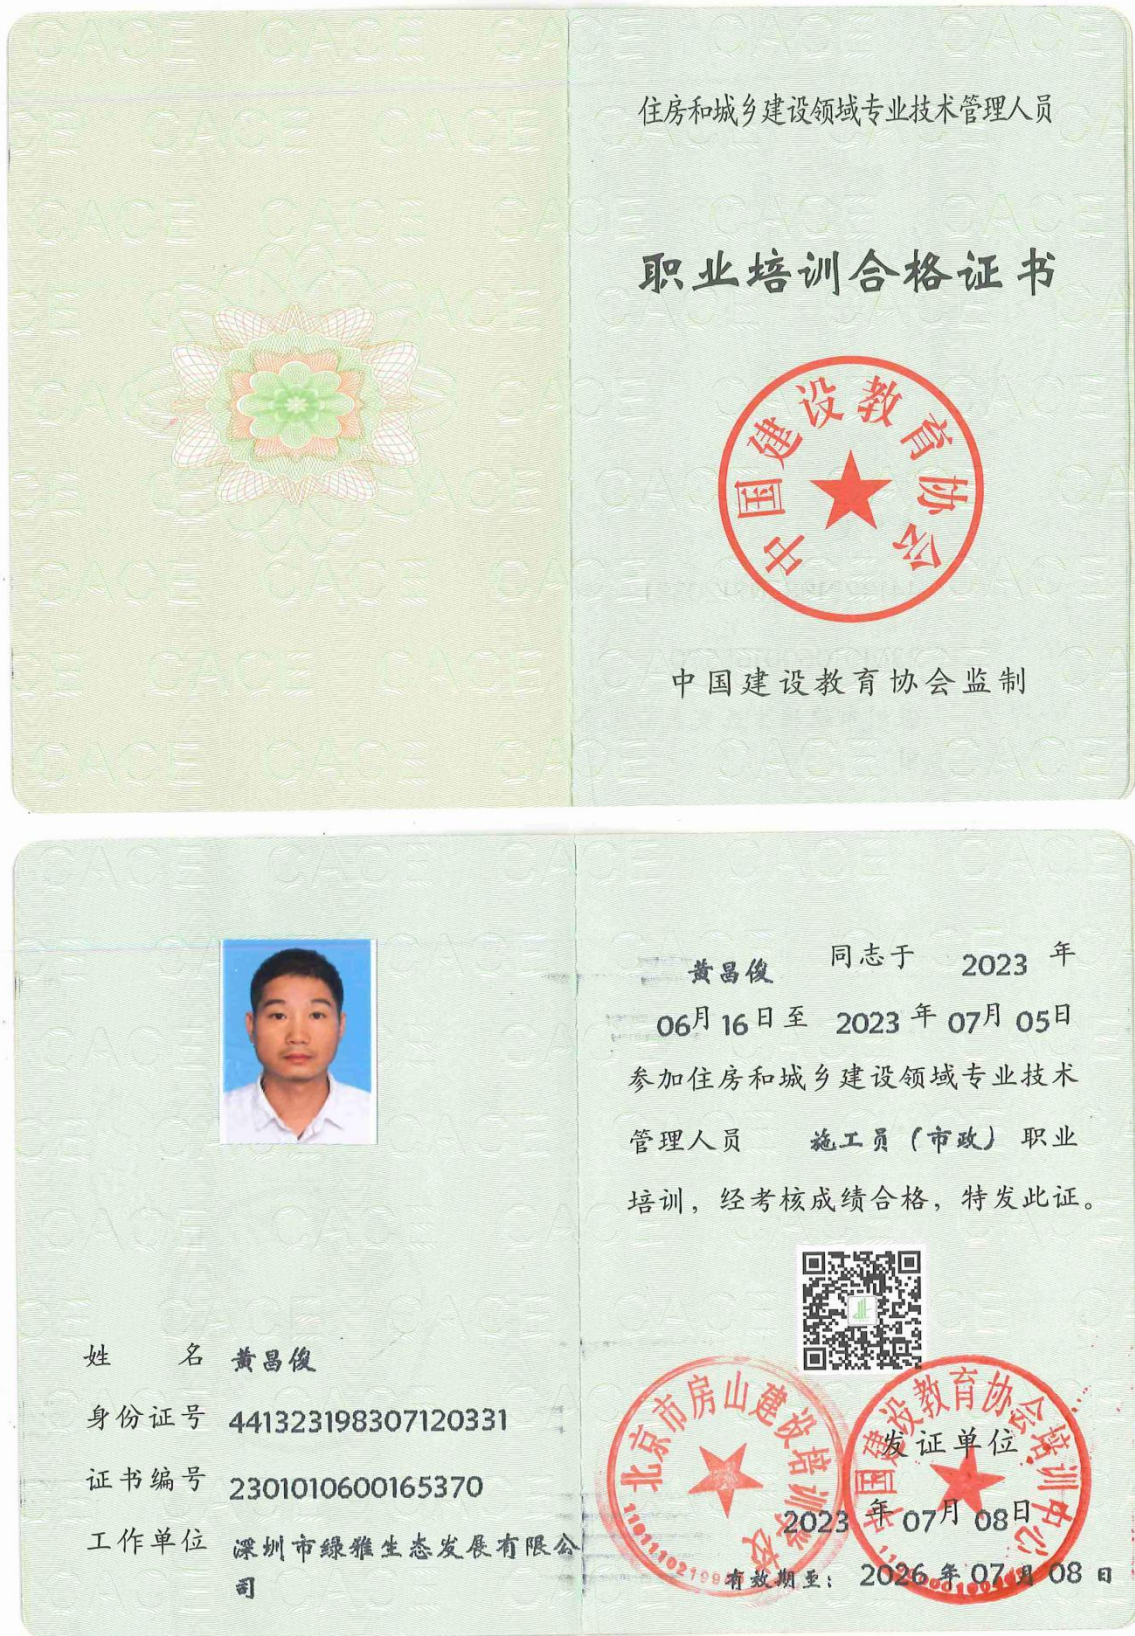 住房和城乡建设领域专业技术管理人员
职业培训合格证书
中国建设教育协会
中国建设教育协会监制
黄昌俊 同志于 2023 年
06月 16日至 2023 年 07月 05日
参加住房和城乡建设领域专业技术
管理人员 施工员（市政） 职业
培训，经考核成绩合格，特发此证。
姓 名 黄昌俊
身份证号 441323198307120331
证书编号 2301010600165370
工作单位 深圳市绿雅生态发展有限公
司
北京市房山建设培训学校
中国建设教育协会培训中心
发证单位
2023 年 07月 08日
有效期至： 2026 年 07 月 08 日